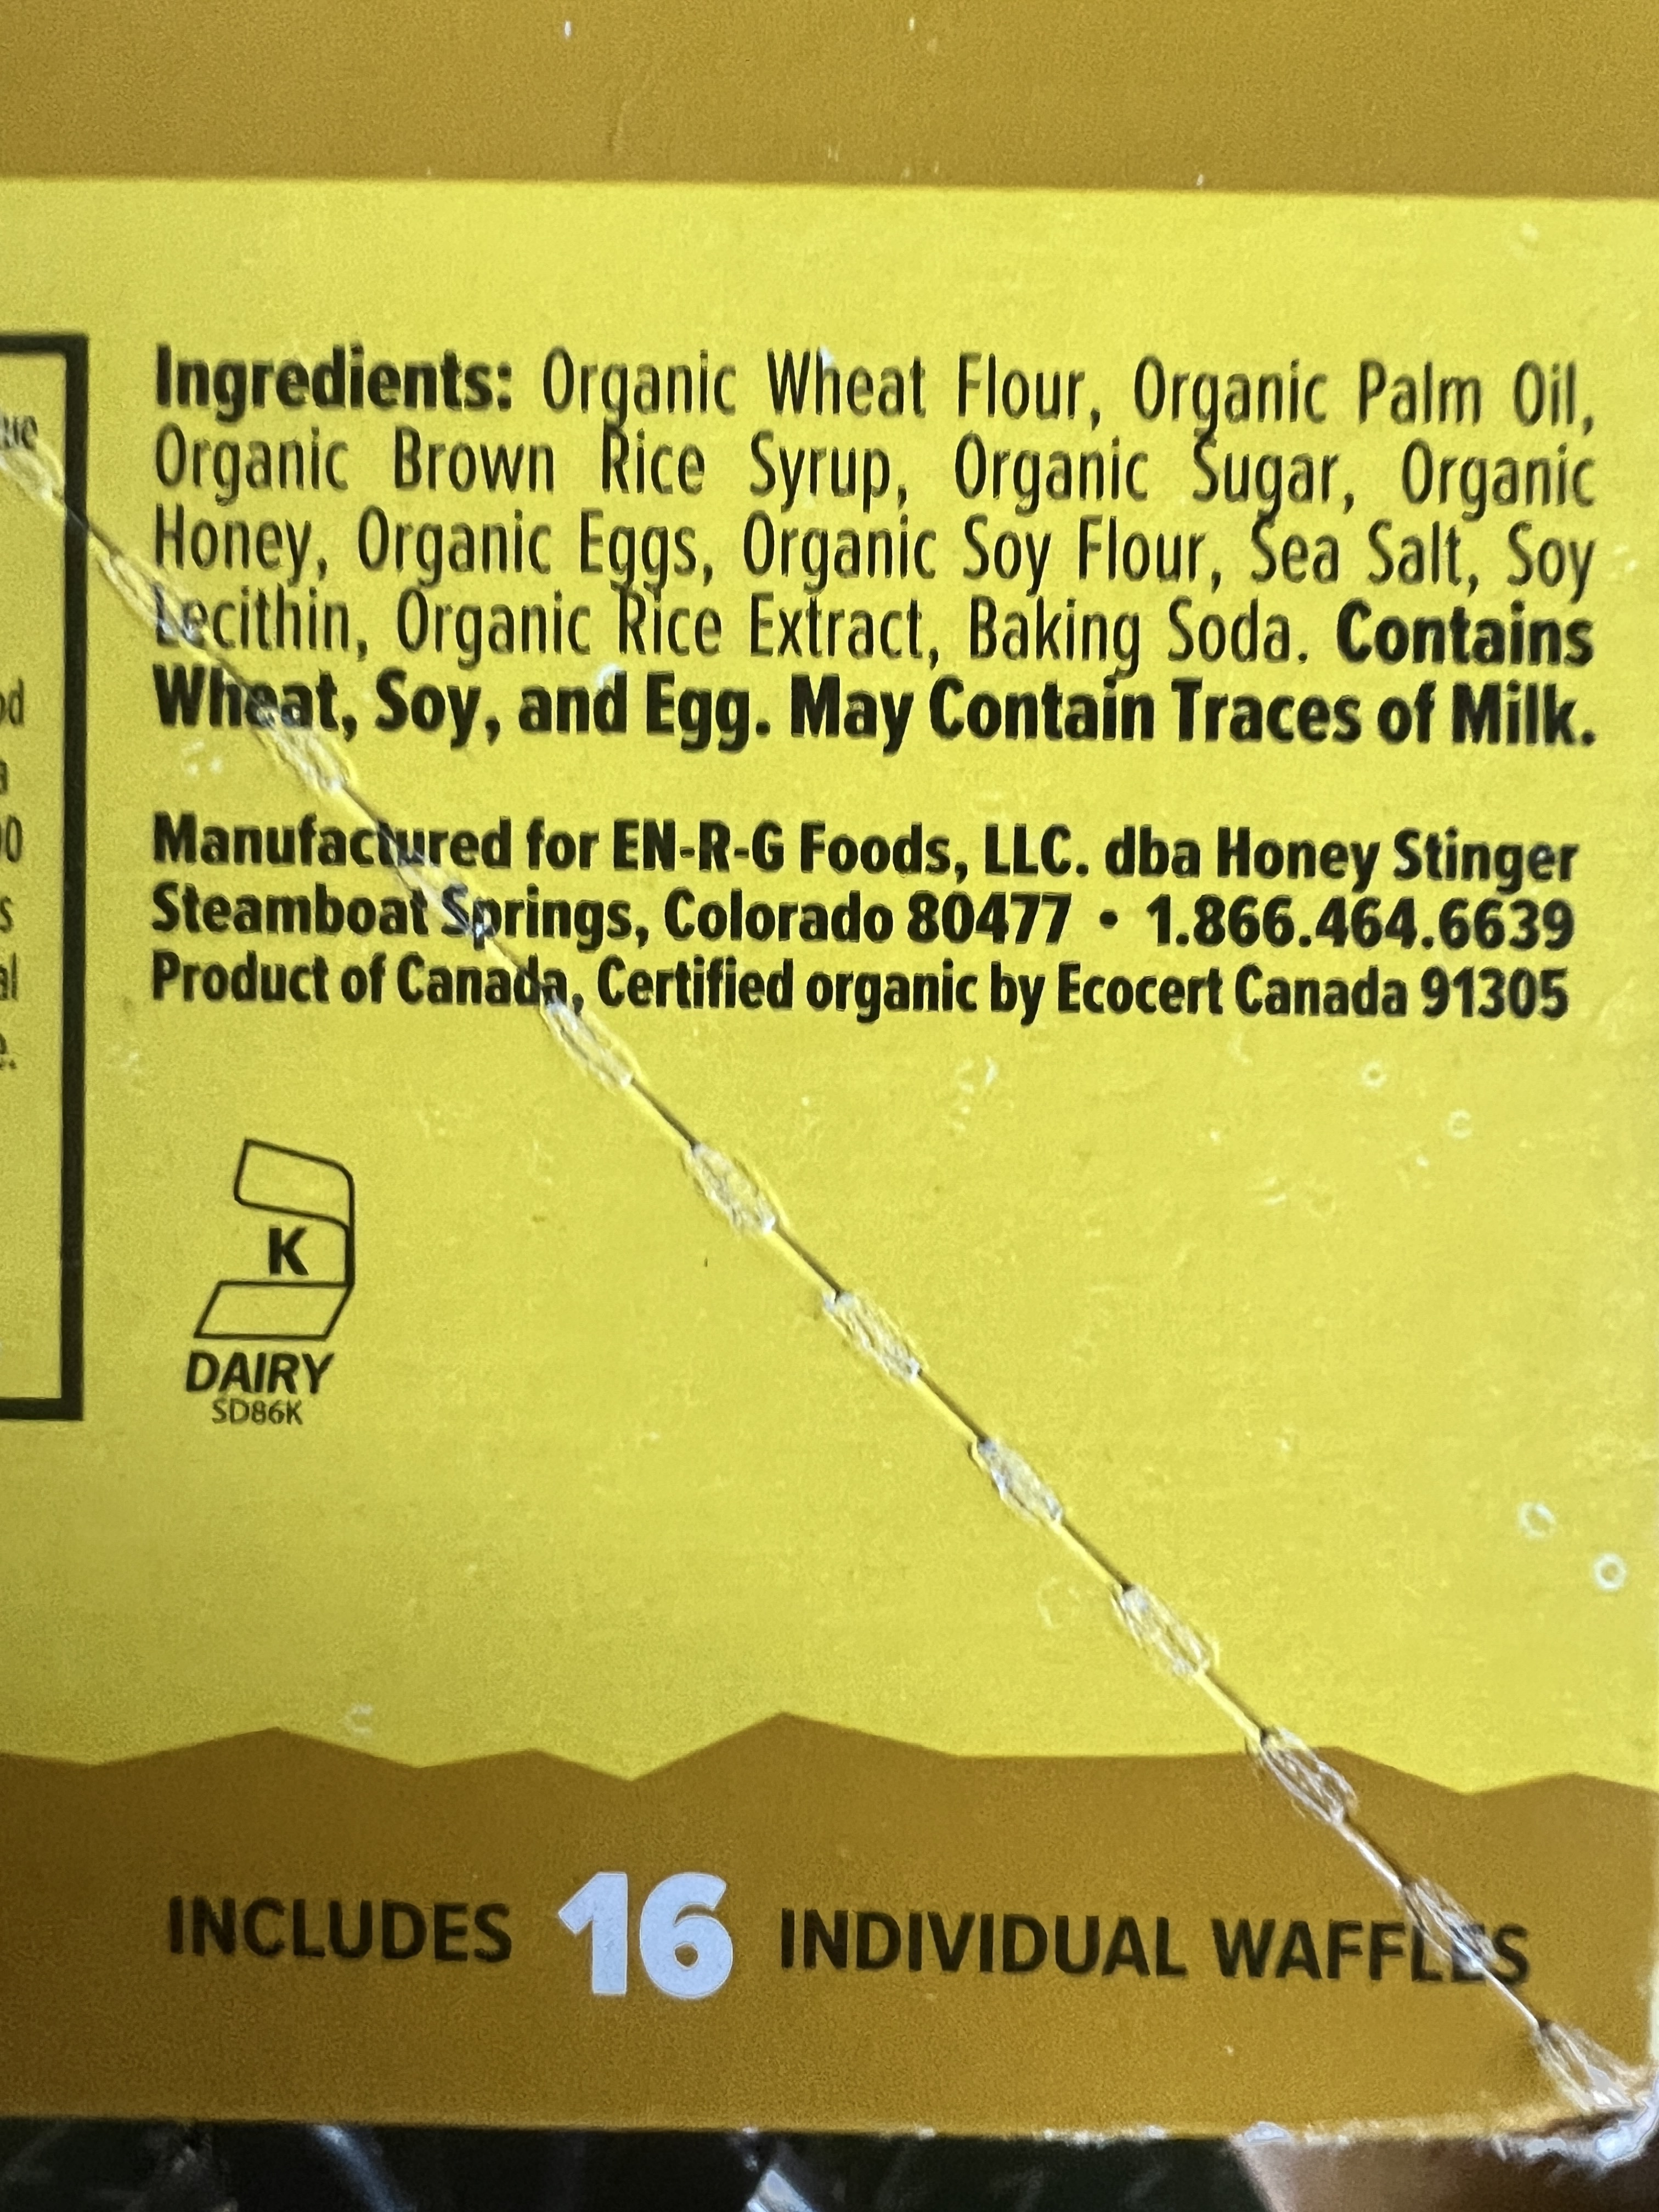 Ingredients: Organic Wheat Flour, Organic Palm Oil,
Organic Brown Rice Syrup, Organic Sugar, Organic
Honey, Organic Eggs, Organic Soy Flour, Sea Salt, Soy
Lecithin, Organic Rice Extract, Baking Soda. Contains
Wheat, Soy, and Egg. May Contain Traces of Milk.
Manufactured for EN-R-G Foods, LLC. dba Honey Stinger
Steamboat Springs, Colorado 80477 • 1.866.464.6639
Product of Canada, Certified organic by Ecocert Canada 91305
K
DAIRY
SD86K
INCLUDES 16 INDIVIDUAL WAFFLES